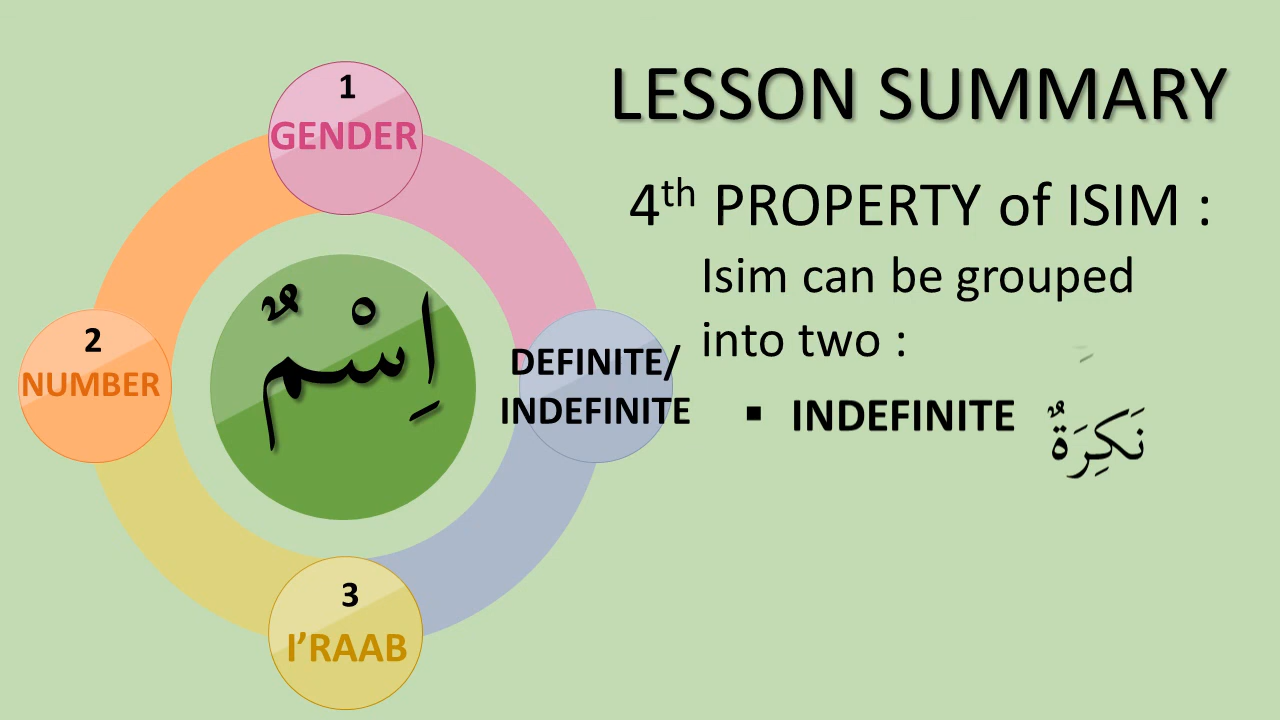 LESSON SUMMARY
1
GENDER
2
NUMBER
اِسْمٌ
DEFINITE/
INDEFINITE
3
I’RAAB
4th PROPERTY of ISIM :
Isim can be grouped
into two :
▪ INDEFINITE نَكِرَةٌ